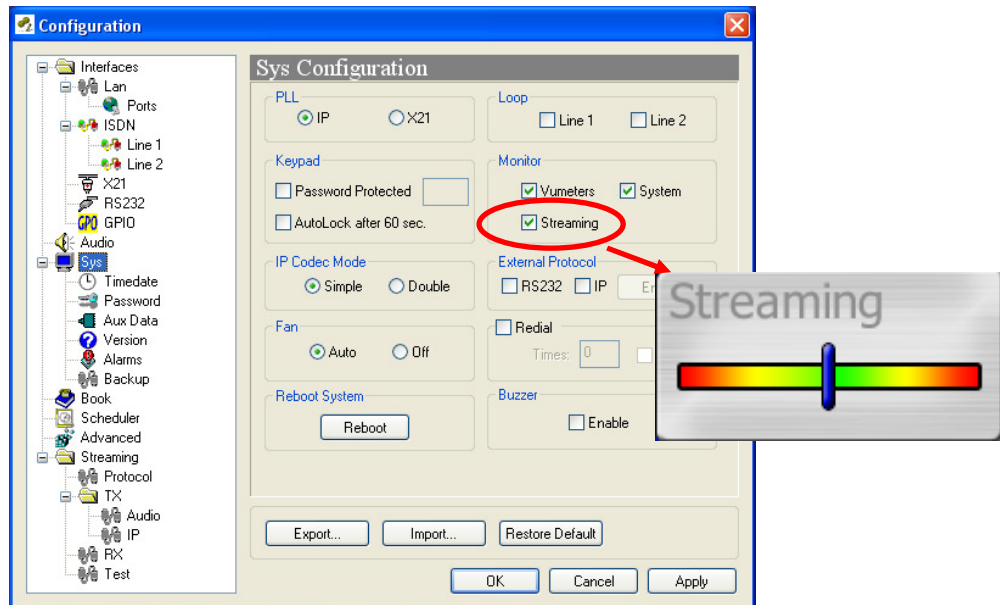 Configuration
Interfaces
Lan
Ports
ISDN
Line 1
Line 2
X21
RS232
GPO GPIO
Audio
Sys
Timedate
Password
Aux Data
Version
Alarms
Backup
Book
Scheduler
Advanced
Streaming
Protocol
TX
Audio
IP
RX
Test
Sys Configuration
PLL
IP X21
Loop
Line 1 Line 2
Keypad
Password Protected
AutoLock after 60 sec.
Monitor
Vumeters System
Streaming
IP Codec Mode
Simple Double
External Protocol
RS232 IP
Fan
Auto Off
Redial
Times: 0
Reboot System
Reboot
Buzzer
Enable
Streaming
Export... Import... Restore Default
OK Cancel Apply